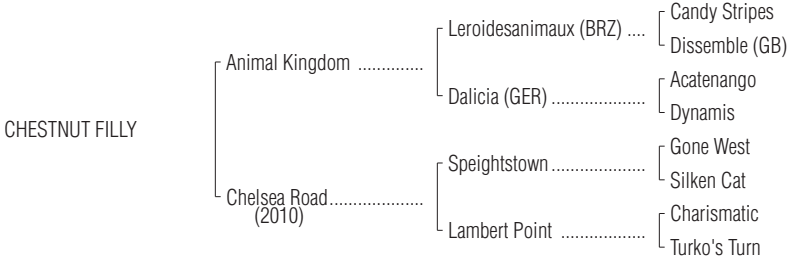 Candy Stripes
Leroidesanimaux (BRZ) ....
Dissemble (GB)
Animal Kingdom ..............
Acatenango
Dalicia (GER) ....................
Dynamis
CHESTNUT FILLY
Gone West
Speightstown ....................
Silken Cat
Chelsea Road....................
(2010)
Charismatic
Lambert Point ..................
Turko's Turn